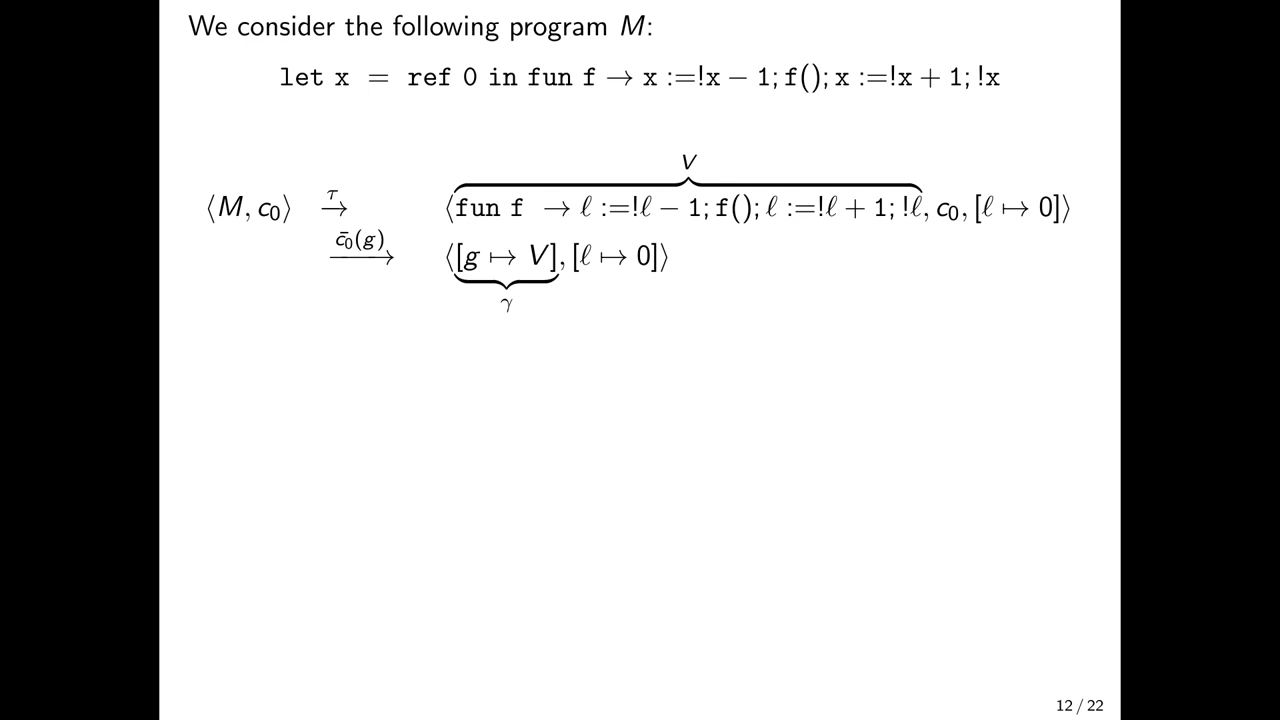 We consider the following program M:
let x = ref 0 in fun f → x :=!x − 1; f(); x :=!x + 1; !x
V
⟨M, c₀⟩ τ→ ⟨fun f → ℓ :=!ℓ − 1; f(); ℓ :=!ℓ + 1; !ℓ, c₀, [ℓ ↦ 0]⟩
c̄₀(g)→ ⟨[g ↦ V], [ℓ ↦ 0]⟩
γ
12 / 22